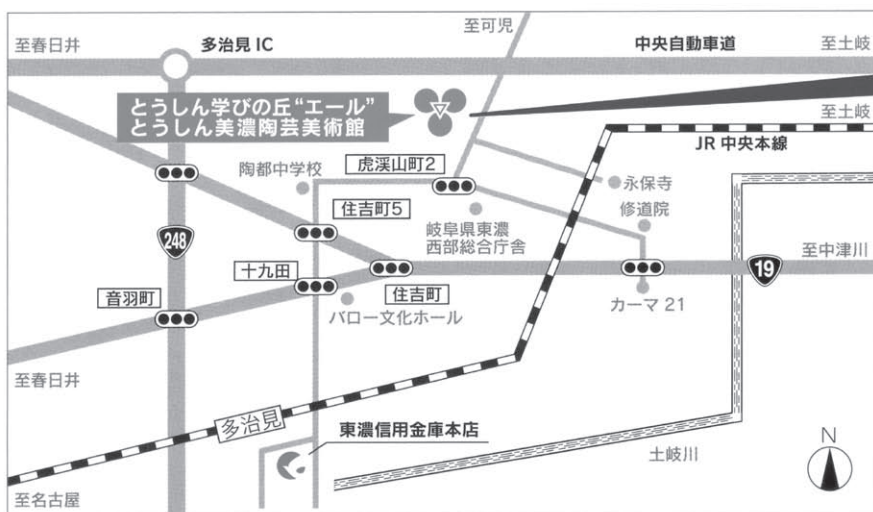 至可児
至春日井
多治見 IC
中央自動車道
至土岐
とうしん学びの丘“エール”
とうしん美濃陶芸美術館
至土岐
JR 中央本線
陶都中学校
虎渓山町2
永保寺
住吉町5
岐阜県東濃
西部総合庁舎
修道院
248
十九田
至中津川
19
音羽町
住吉町
バロー文化ホール
カーマ 21
至春日井
多治見
東濃信用金庫本店
土岐川
N
至名古屋